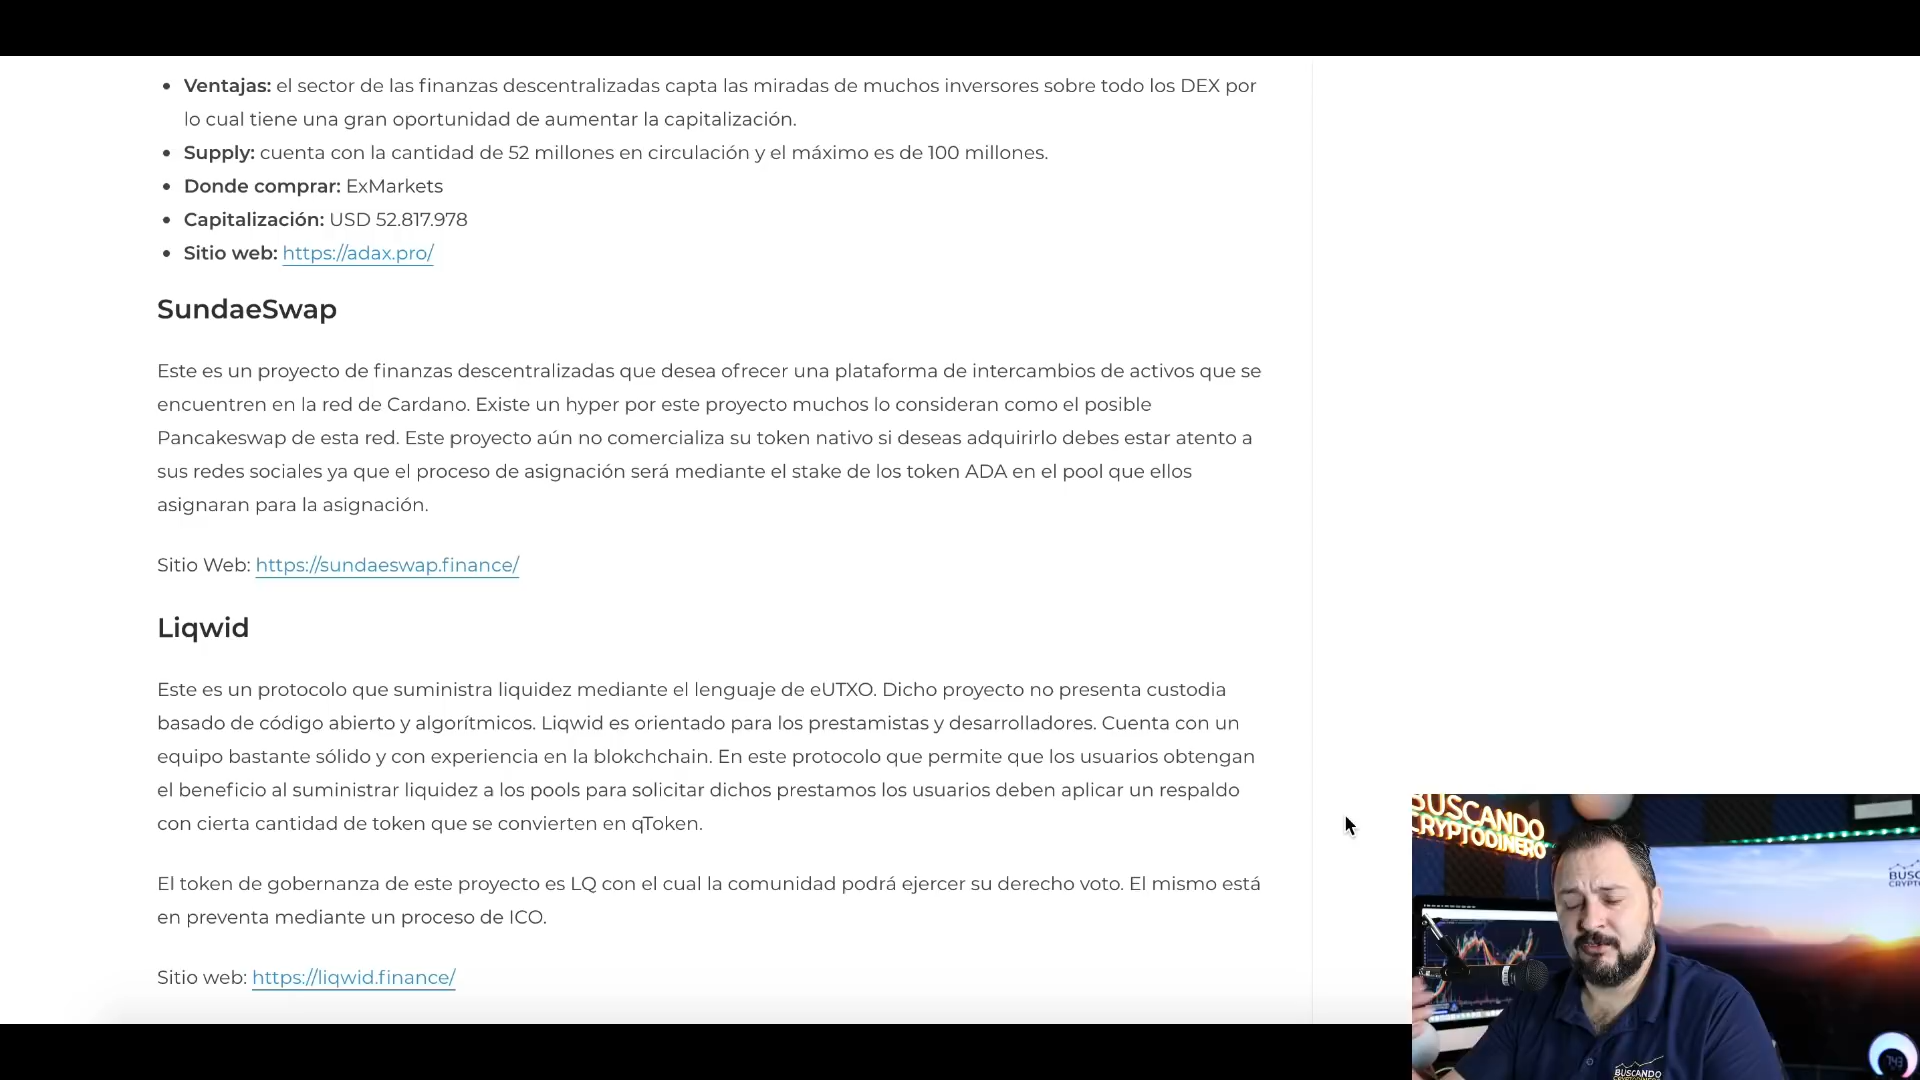 Ventajas: el sector de las finanzas descentralizadas capta las miradas de muchos inversores sobre todo los DEX por
lo cual tiene una gran oportunidad de aumentar la capitalización.
Supply: cuenta con la cantidad de 52 millones en circulación y el máximo es de 100 millones.
Donde comprar: ExMarkets
Capitalización: USD 52.817.978
Sitio web: https://adax.pro/
SundaeSwap
Este es un proyecto de finanzas descentralizadas que desea ofrecer una plataforma de intercambios de activos que se
encuentren en la red de Cardano. Existe un hyper por este proyecto muchos lo consideran como el posible
Pancakeswap de esta red. Este proyecto aún no comercializa su token nativo si deseas adquirirlo debes estar atento a
sus redes sociales ya que el proceso de asignación será mediante el stake de los token ADA en el pool que ellos
asignaran para la asignación.
Sitio Web: https://sundaeswap.finance/
Liqwid
Este es un protocolo que suministra liquidez mediante el lenguaje de eUTXO. Dicho proyecto no presenta custodia
basado de código abierto y algorítmicos. Liqwid es orientado para los prestamistas y desarrolladores. Cuenta con un
equipo bastante sólido y con experiencia en la blokchchain. En este protocolo que permite que los usuarios obtengan
el beneficio al suministrar liquidez a los pools para solicitar dichos prestamos los usuarios deben aplicar un respaldo
con cierta cantidad de token que se convierten en qToken.
El token de gobernanza de este proyecto es LQ con el cual la comunidad podrá ejercer su derecho voto. El mismo está
en preventa mediante un proceso de ICO.
Sitio web: https://liqwid.finance/
BUSCANDO
CRYPTODINERO
BUSC
CRYPT
BUSCANDO